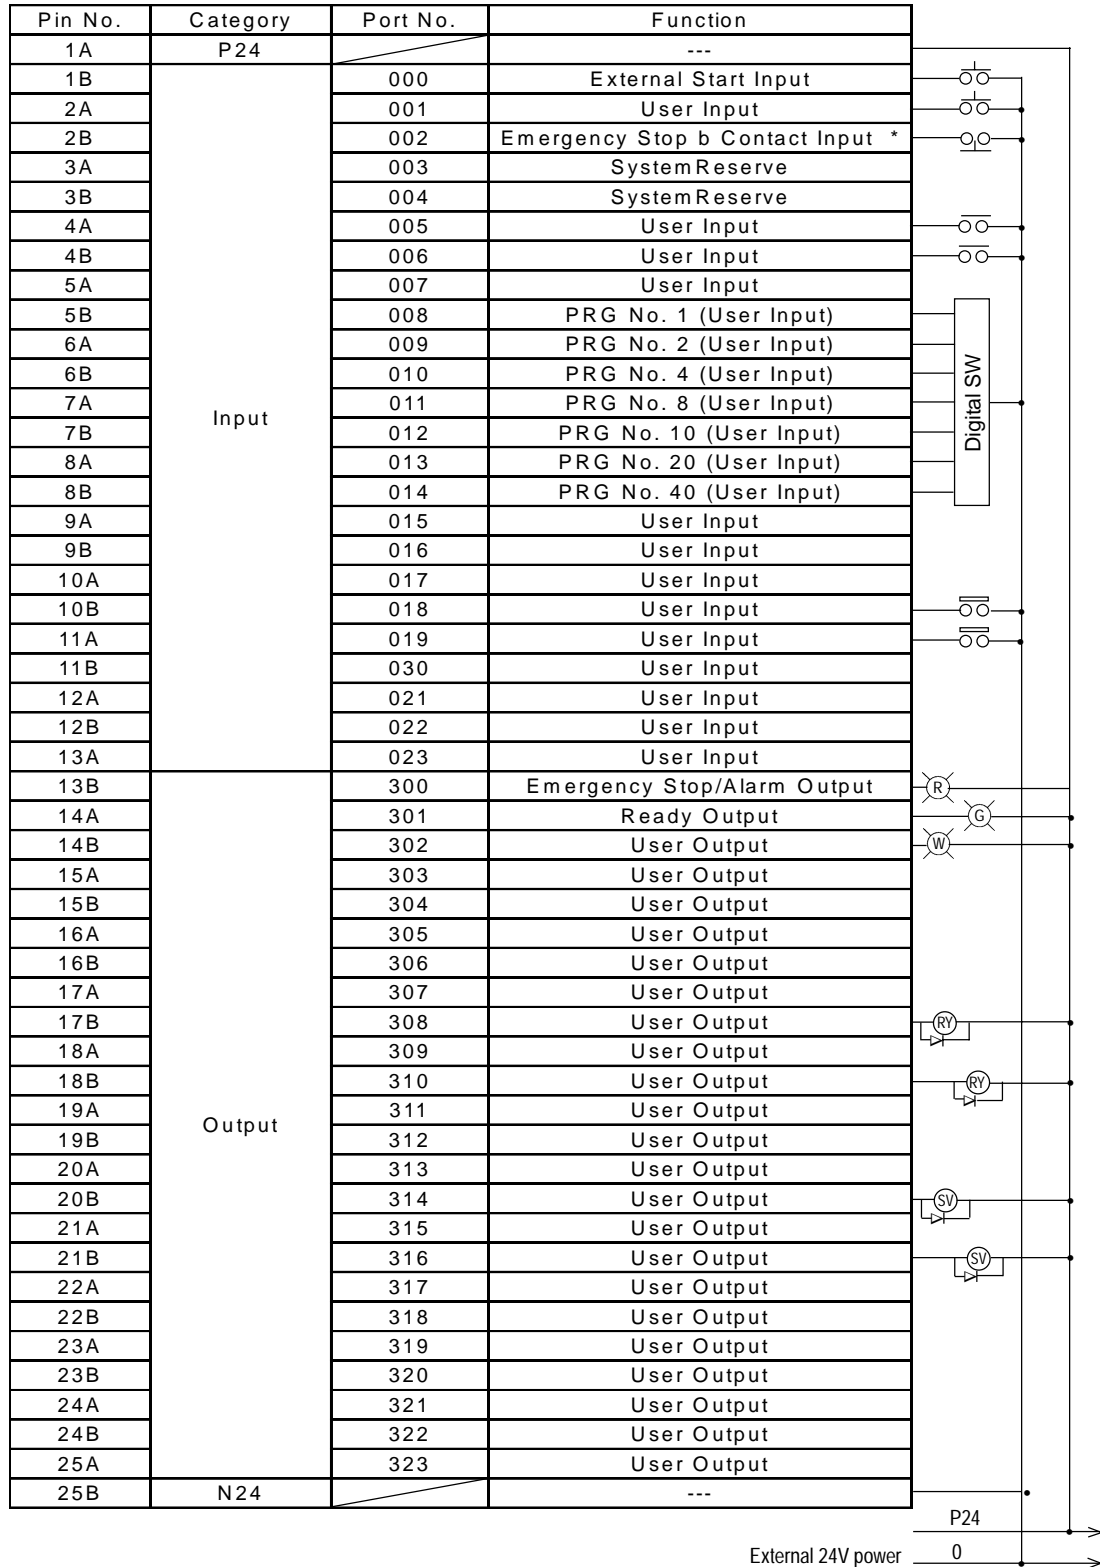 Pin No. Category Port No. Function
1A P24 ---
1B 000 External Start Input
2A 001 User Input
2B 002 Emergency Stop b Contact Input *
3A 003 System Reserve
3B 004 System Reserve
4A 005 User Input
4B 006 User Input
5A 007 User Input
5B 008 PRG No. 1 (User Input)
6A 009 PRG No. 2 (User Input)
6B 010 PRG No. 4 (User Input)
7A 011 PRG No. 8 (User Input)
Input
Digital SW
7B 012 PRG No. 10 (User Input)
8A 013 PRG No. 20 (User Input)
8B 014 PRG No. 40 (User Input)
9A 015 User Input
9B 016 User Input
10A 017 User Input
10B 018 User Input
11A 019 User Input
11B 030 User Input
12A 021 User Input
12B 022 User Input
13A 023 User Input
13B 300 Emergency Stop/Alarm Output R
14A 301 Ready Output G
14B 302 User Output W
15A 303 User Output
15B 304 User Output
16A 305 User Output
16B 306 User Output
17A 307 User Output
17B 308 User Output RY
18A 309 User Output
18B 310 User Output RY
19A 311 User Output
Output
19B 312 User Output
20A 313 User Output
20B 314 User Output SV
21A 315 User Output
21B 316 User Output SV
22A 317 User Output
22B 318 User Output
23A 319 User Output
23B 320 User Output
24A 321 User Output
24B 322 User Output
25A 323 User Output
25B N24 ---
P24
External 24V power 0